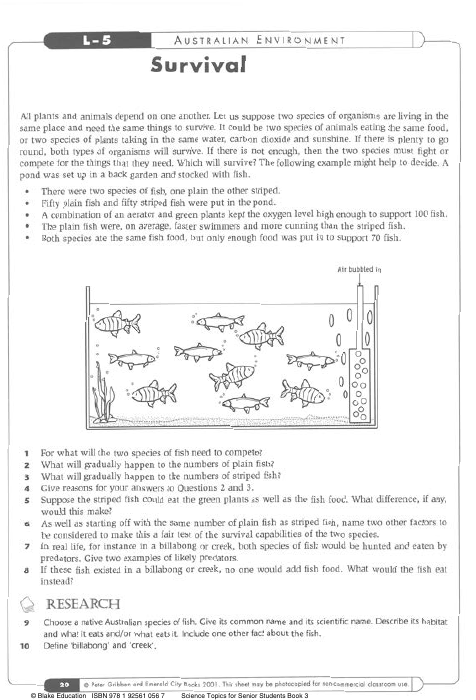 L-5
AUSTRALIAN ENVIRONMENT
Survival
All plants and animals depend on one another. Let us suppose two species of organisms are living in the
same place and need the same things to survive. It could be two species of animals eating the same food,
or two species of plants taking in the same water, carbon dioxide and sunshine. If there is plenty to go
round, both types of organisms will survive. If there is not enough, then the two species must fight or
compete for the things that they need. Which will survive? The following example might help to decide. A
pond was set up in a back garden and stocked with fish.
• There were two species of fish, one plain the other striped.
• Fifty plain fish and fifty striped fish were put in the pond.
• A combination of an aerator and green plants kept the oxygen level high enough to support 100 fish.
• The plain fish were, on average, faster swimmers and more cunning than the striped fish.
• Both species ate the same fish food, but only enough food was put in to support 70 fish.
Air bubbled in
1 For what will the two species of fish need to compete?
2 What will gradually happen to the numbers of plain fish?
3 What will gradually happen to the numbers of striped fish?
4 Give reasons for your answers to Questions 2 and 3.
5 Suppose the striped fish could eat the green plants as well as the fish food. What difference, if any,
would this make?
6 As well as starting off with the same number of plain fish as striped fish, name two other factors to
be considered to make this a fair test of the survival capabilities of the two species.
7 In real life, for instance in a billabong or creek, both species of fish would be hunted and eaten by
predators. Give two examples of likely predators.
8 If these fish existed in a billabong or creek, no one would add fish food. What would the fish eat
instead?
RESEARCH
9 Choose a native Australian species of fish. Give its common name and its scientific name. Describe its habitat
and what it eats and/or what eats it. Include one other fact about the fish.
10 Define 'billabong' and 'creek'.
20 © Peter Gribben and Emerald City Books 2001. This sheet may be photocopied for non-commercial classroom use.
© Blake Education ISBN 978 1 92561 056 7 Science Topics for Senior Students Book 3